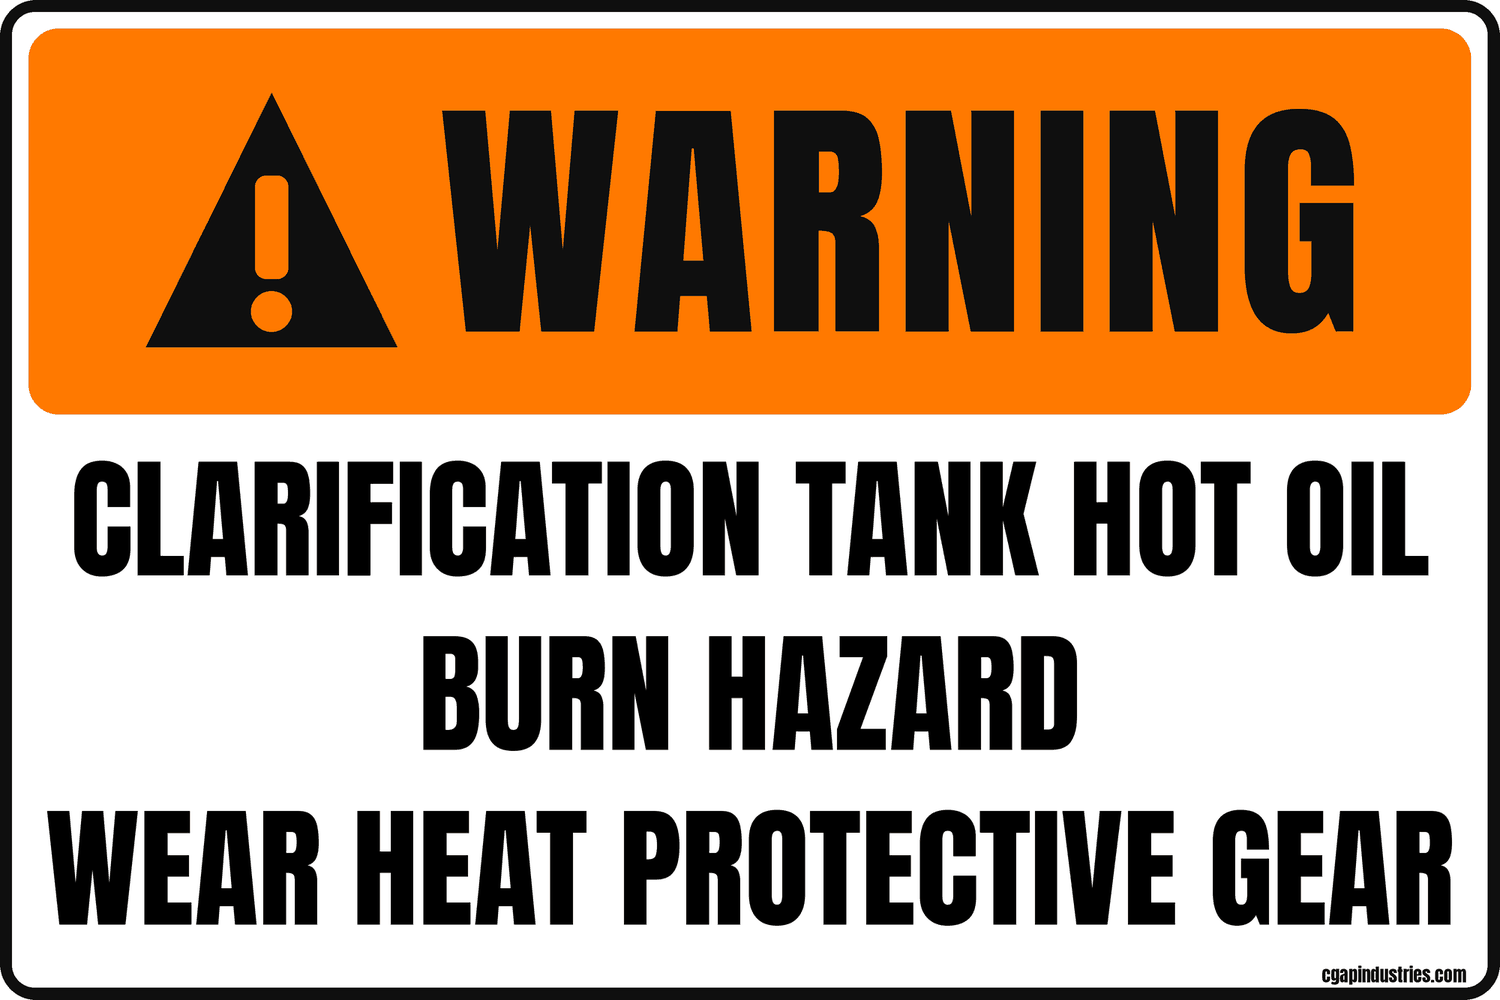 WARNING
CLARIFICATION TANK HOT OIL
BURN HAZARD
WEAR HEAT PROTECTIVE GEAR
cgapindustries.com